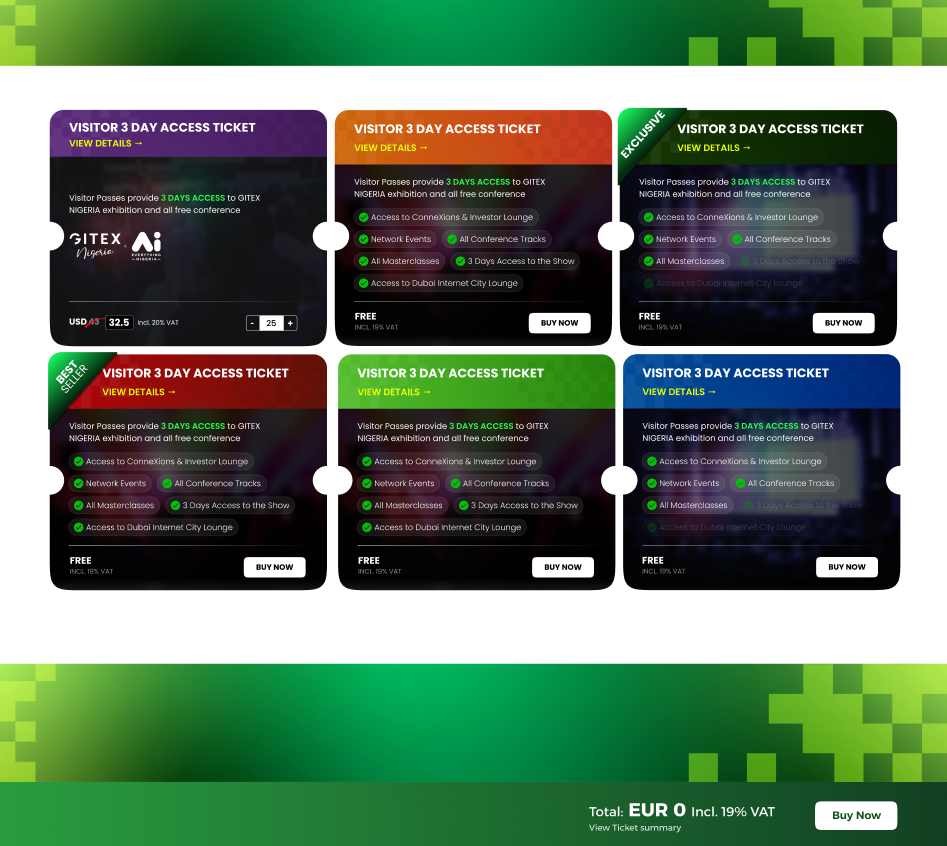 VISITOR 3 DAY ACCESS TICKET
VIEW DETAILS →
Visitor Passes provide 3 DAYS ACCESS to GITEX
NIGERIA exhibition and all free conference
GITEX
Nigeria
Ai
EVERYTHING
NIGERIA
USD 43 32.5 incl. 20% VAT
- 25 +
VISITOR 3 DAY ACCESS TICKET
VIEW DETAILS →
Visitor Passes provide 3 DAYS ACCESS to GITEX
NIGERIA exhibition and all free conference
Access to ConneXions & Investor Lounge
Network Events
All Conference Tracks
All Masterclasses
3 Days Access to the Show
Access to Dubai Internet City Lounge
FREE
INCL. 19% VAT
BUY NOW
EXCLUSIVE
VISITOR 3 DAY ACCESS TICKET
VIEW DETAILS →
Visitor Passes provide 3 DAYS ACCESS to GITEX
NIGERIA exhibition and all free conference
Access to ConneXions & Investor Lounge
Network Events
All Conference Tracks
All Masterclasses
3 Days Access to the Show
Access to Dubai Internet City Lounge
FREE
INCL. 19% VAT
BUY NOW
BEST
SELLER
VISITOR 3 DAY ACCESS TICKET
VIEW DETAILS →
Visitor Passes provide 3 DAYS ACCESS to GITEX
NIGERIA exhibition and all free conference
Access to ConneXions & Investor Lounge
Network Events
All Conference Tracks
All Masterclasses
3 Days Access to the Show
Access to Dubai Internet City Lounge
FREE
INCL. 19% VAT
BUY NOW
VISITOR 3 DAY ACCESS TICKET
VIEW DETAILS →
Visitor Passes provide 3 DAYS ACCESS to GITEX
NIGERIA exhibition and all free conference
Access to ConneXions & Investor Lounge
Network Events
All Conference Tracks
All Masterclasses
3 Days Access to the Show
Access to Dubai Internet City Lounge
FREE
INCL. 19% VAT
BUY NOW
VISITOR 3 DAY ACCESS TICKET
VIEW DETAILS →
Visitor Passes provide 3 DAYS ACCESS to GITEX
NIGERIA exhibition and all free conference
Access to ConneXions & Investor Lounge
Network Events
All Conference Tracks
All Masterclasses
3 Days Access to the Show
Access to Dubai Internet City Lounge
FREE
INCL. 19% VAT
BUY NOW
Total: EUR 0 Incl. 19% VAT
View Ticket summary
Buy Now